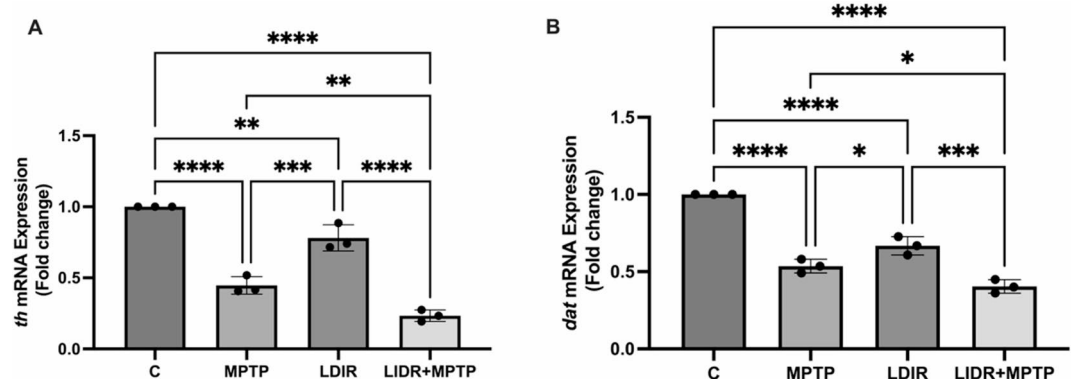 A
****
**
**
**** *** ****
th mRNA Expression
(Fold change)
1.5
1.0
0.5
0.0
C MPTP LDIR LIDR+MPTP
B
****
*
****
**** * ***
dat mRNA Expression
(Fold change)
1.5
1.0
0.5
0.0
C MPTP LDIR LIDR+MPTP